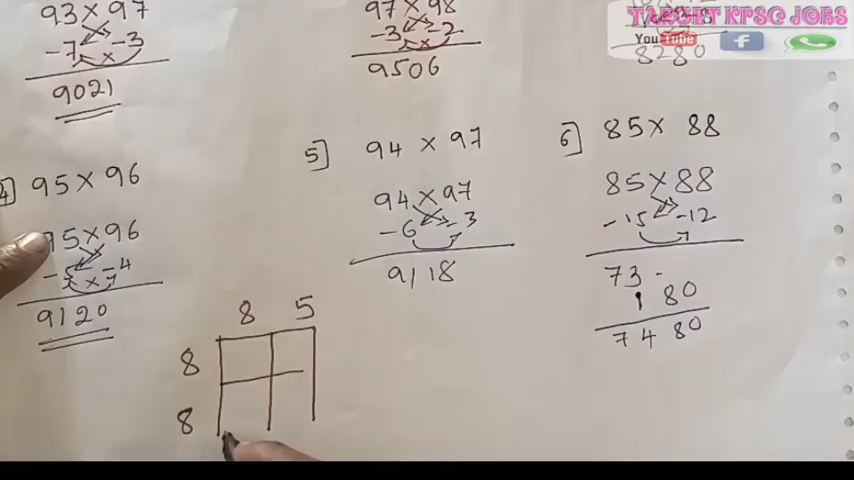 93 × 97
-7 × -3
9021
97 × 98
-3 × -2
9506
8280
TARGET KPSC JOBS
YouTube f
4] 95 × 96
95 × 96
-5 × -4
9120
5] 94 × 97
94 × 97
-6 -3
9118
6] 85 × 88
85 × 88
-15 -12
73
180
7480
8 5
8
8